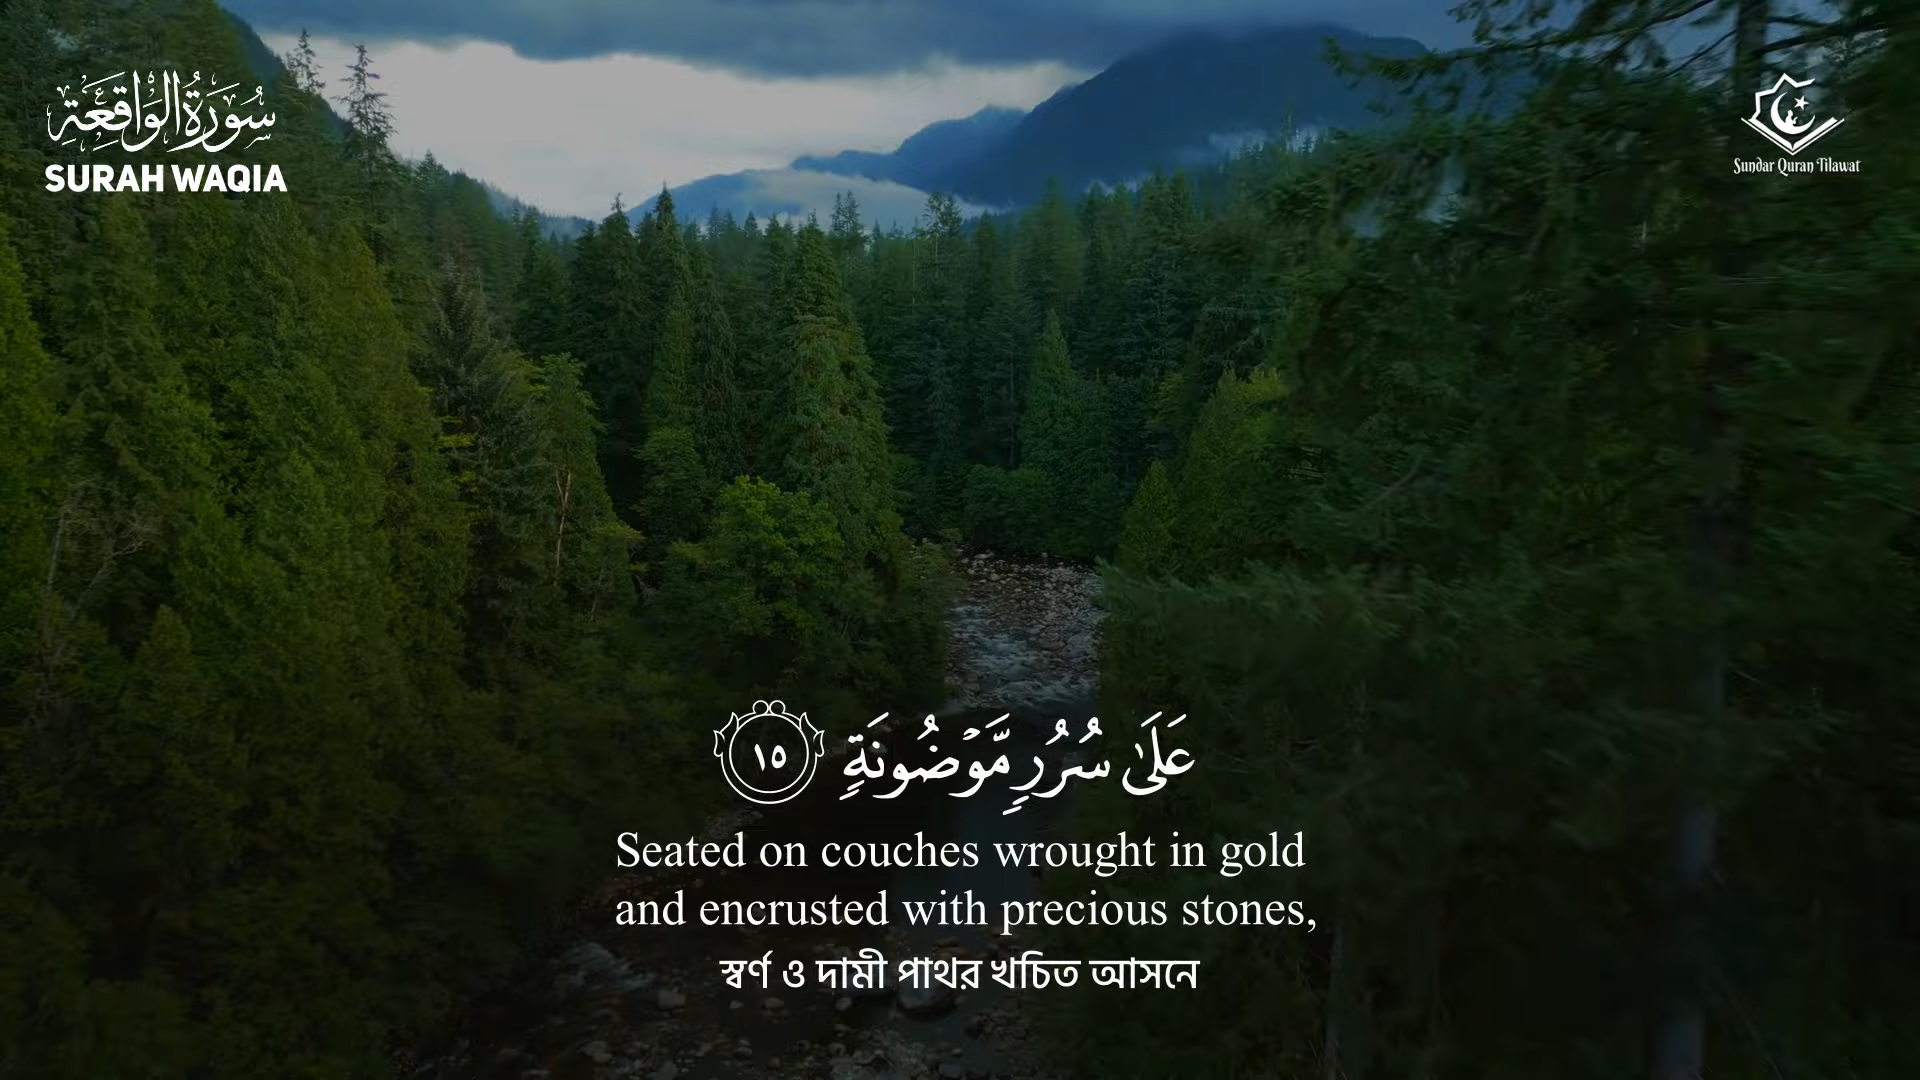 سُورَةُ الْوَاقِعَةِ
SURAH WAQIA
Sundar Quran Tilawat
عَلَىٰ سُرُرٍ مَّوْضُونَةٍ ١٥
Seated on couches wrought in gold
and encrusted with precious stones,
স্বর্ণ ও দামী পাথর খচিত আসনে